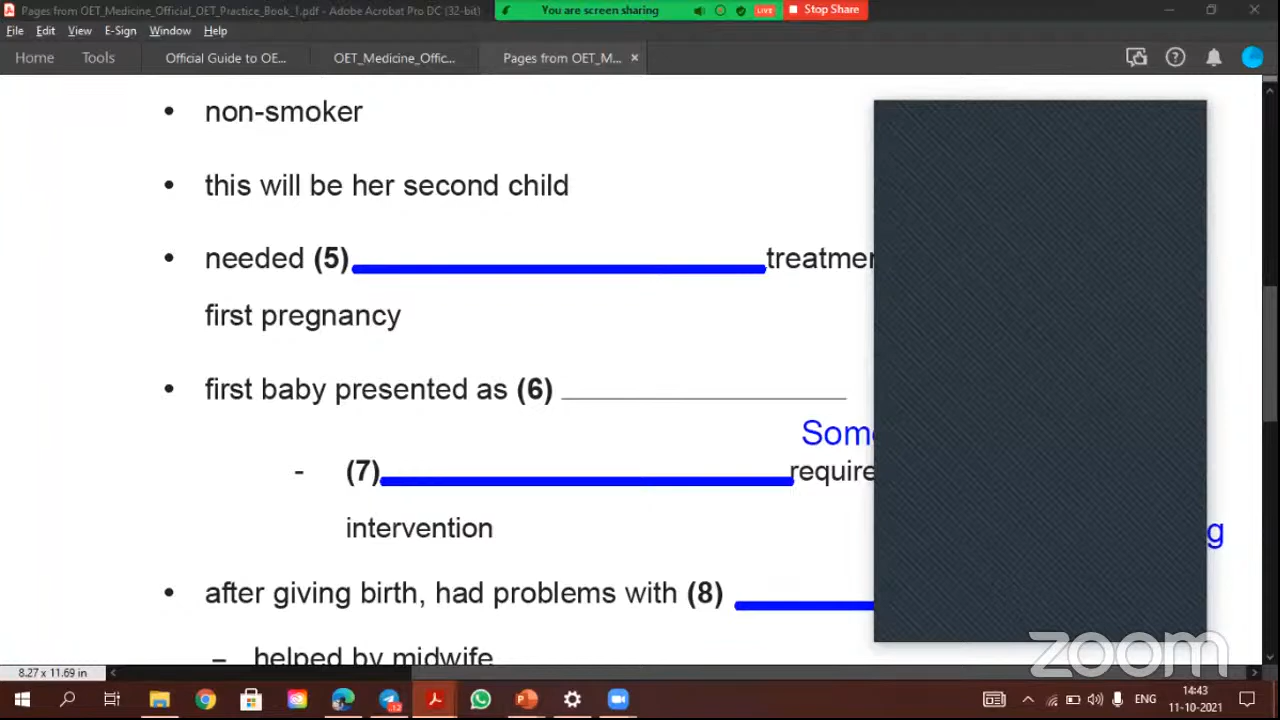 Pages from OET_Medicine_Official_OET_Practice_Book_1.pdf - Adobe Acrobat Pro DC (32-bit)
You are screen sharing
LIVE
Stop Share
File Edit View E-Sign Window Help
Home Tools Official Guide to OE... OET_Medicine_Offic... Pages from OET_M... ×
• non-smoker
• this will be her second child
• needed (5) treatmen
first pregnancy
• first baby presented as (6)
Some
- (7) require
intervention
g
• after giving birth, had problems with (8)
– helped by midwife
zoom
8.27 x 11.69 in
ENG
14:43
11-10-2021